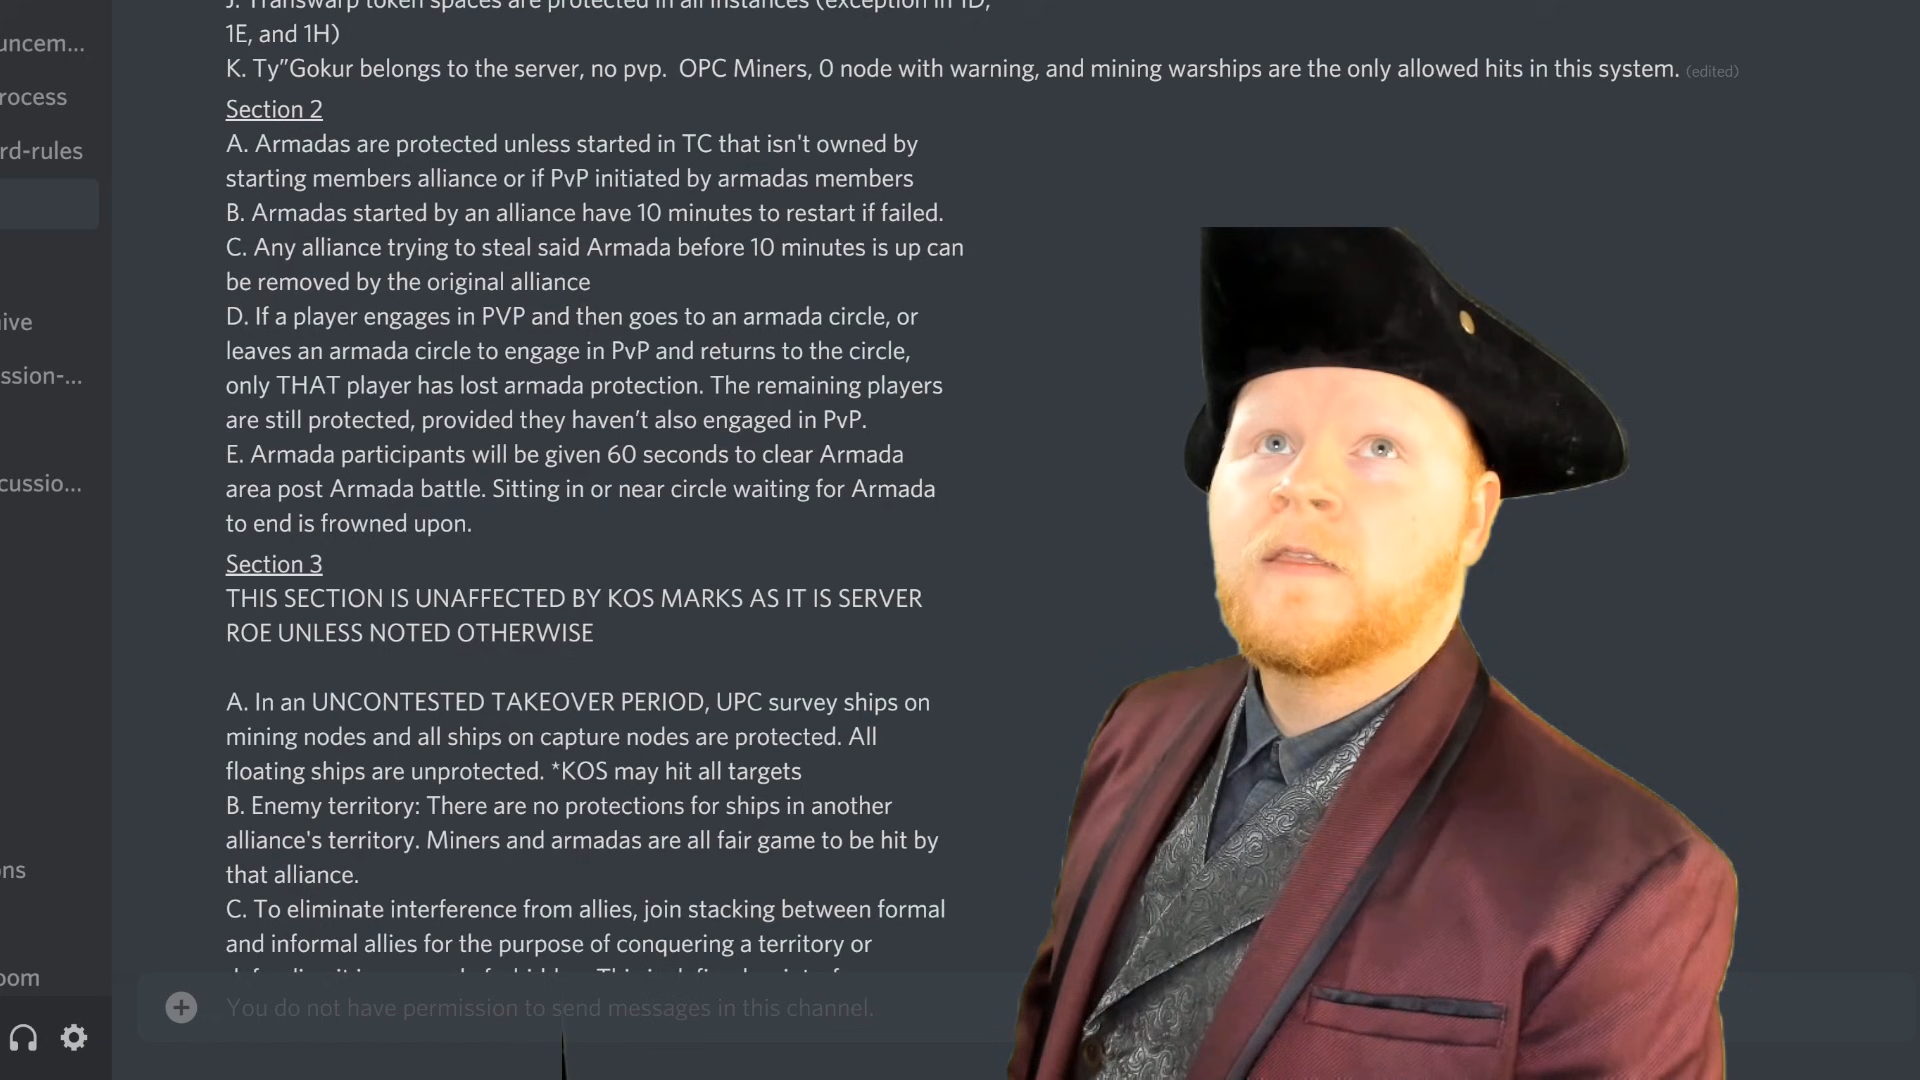 J. Transwarp token spaces are protected in all instances (exception in 1D,
1E, and 1H)
uncem...
K. Ty”Gokur belongs to the server, no pvp.  OPC Miners, 0 node with warning, and mining warships are the only allowed hits in this system. (edited)
rocess
Section 2
A. Armadas are protected unless started in TC that isn't owned by
rd-rules
starting members alliance or if PvP initiated by armadas members
B. Armadas started by an alliance have 10 minutes to restart if failed.
C. Any alliance trying to steal said Armada before 10 minutes is up can
be removed by the original alliance
D. If a player engages in PVP and then goes to an armada circle, or
ive
leaves an armada circle to engage in PvP and returns to the circle,
ssion-...
only THAT player has lost armada protection. The remaining players
are still protected, provided they haven’t also engaged in PvP.
E. Armada participants will be given 60 seconds to clear Armada
cussio...
area post Armada battle. Sitting in or near circle waiting for Armada
to end is frowned upon.
Section 3
THIS SECTION IS UNAFFECTED BY KOS MARKS AS IT IS SERVER
ROE UNLESS NOTED OTHERWISE
A. In an UNCONTESTED TAKEOVER PERIOD, UPC survey ships on
mining nodes and all ships on capture nodes are protected. All
floating ships are unprotected. *KOS may hit all targets
B. Enemy territory: There are no protections for ships in another
alliance's territory. Miners and armadas are all fair game to be hit by
ns
that alliance.
C. To eliminate interference from allies, join stacking between formal
and informal allies for the purpose of conquering a territory or
oom
You do not have permission to send messages in this channel.